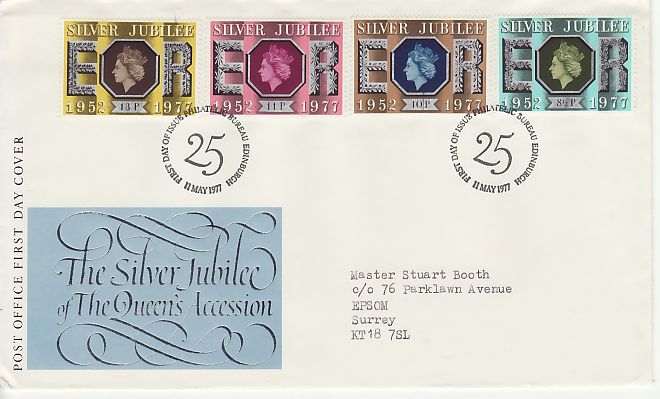 SILVER JUBILEE
E R
1952 13P 1977
SILVER JUBILEE
E R
1952 11P 1977
SILVER JUBILEE
E R
1952 10P 1977
SILVER JUBILEE
E R
1952 8½P 1977
FIRST DAY OF ISSUE PHILATELIC BUREAU EDINBURGH
25
11 MAY 1977
FIRST DAY OF ISSUE PHILATELIC BUREAU EDINBURGH
25
11 MAY 1977
POST OFFICE FIRST DAY COVER
The Silver Jubilee
of The Queen's Accession
Master Stuart Booth
c/o 76 Parklawn Avenue
EPSOM
Surrey
KT18 7SL